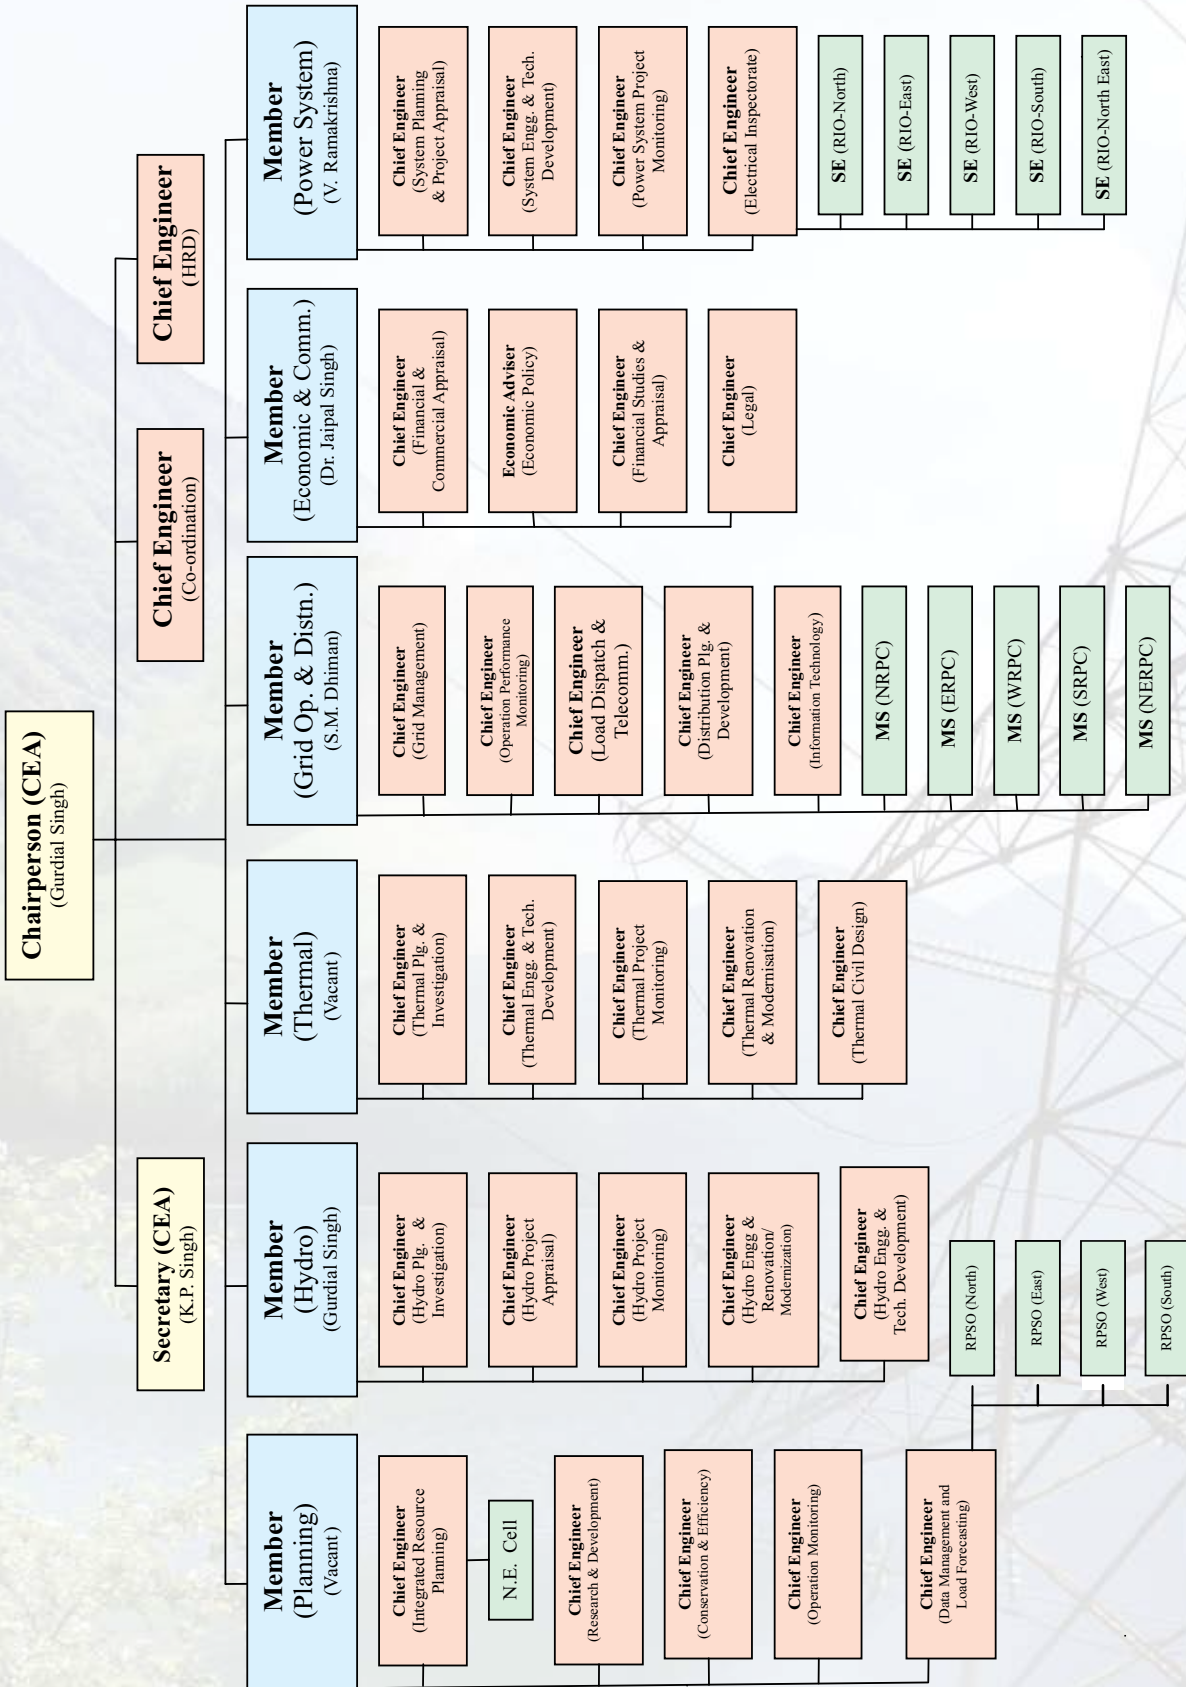 Chairperson (CEA)
(Gurdial Singh)
Secretary (CEA)
(K.P. Singh)
Chief Engineer
(Co-ordination)
Chief Engineer
(HRD)
Member
(Planning)
(Vacant)
Chief Engineer
(Integrated Resource
Planning)
N.E. Cell
Chief Engineer
(Research & Development)
Chief Engineer
(Conservation & Efficiency)
Chief Engineer
(Operation Monitoring)
Chief Engineer
(Data Management and
Load Forecasting)
RPSO (North)
RPSO (East)
RPSO (West)
RPSO (South)
Member
(Hydro)
(Gurdial Singh)
Chief Engineer
(Hydro Plg. &
Investigation)
Chief Engineer
(Hydro Project
Appraisal)
Chief Engineer
(Hydro Project
Monitoring)
Chief Engineer
(Hydro Engg &
Renovation/
Modernization)
Chief Engineer
(Hydro Engg. &
Tech. Development)
Member
(Thermal)
(Vacant)
Chief Engineer
(Thermal Plg. &
Investigation)
Chief Engineer
(Thermal Engg. & Tech.
Development)
Chief Engineer
(Thermal Project
Monitoring)
Chief Engineer
(Thermal Renovation
& Modernisation)
Chief Engineer
(Thermal Civil Design)
Member
(Grid Op. & Distn.)
(S.M. Dhiman)
Chief Engineer
(Grid Management)
Chief Engineer
(Operation Performance
Monitoring)
Chief Engineer
(Load Dispatch &
Telecomm.)
Chief Engineer
(Distribution Plg. &
Development)
Chief Engineer
(Information Technology)
MS (NRPC)
MS (ERPC)
MS (WRPC)
MS (SRPC)
MS (NERPC)
Member
(Economic & Comm.)
(Dr. Jaipal Singh)
Chief Engineer
(Financial &
Commercial Appraisal)
Economic Adviser
(Economic Policy)
Chief Engineer
(Financial Studies &
Appraisal)
Chief Engineer
(Legal)
Member
(Power System)
(V. Ramakrishna)
Chief Engineer
(System Planning
& Project Appraisal)
Chief Engineer
(System Engg. & Tech.
Development)
Chief Engineer
(Power System Project
Monitoring)
Chief Engineer
(Electrical Inspectorate)
SE (RIO-North)
SE (RIO-East)
SE (RIO-West)
SE (RIO-South)
SE (RIO-North East)